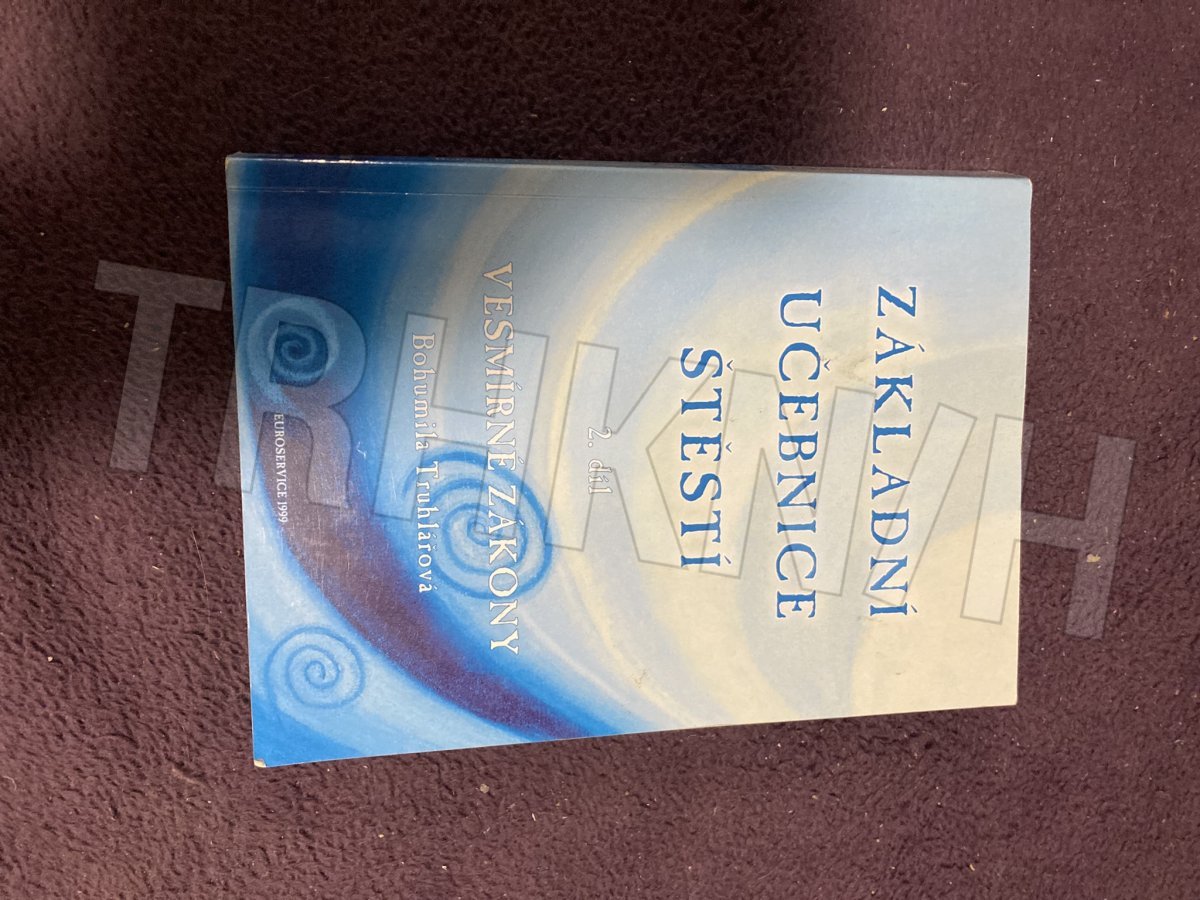 ZÁKLADNÍ
UČEBNICE
ŠTĚSTÍ
2. díl
VESMÍRNÉ ZÁKONY
Bohumila Truhlářová
EUROSERVICE 1999
TRHKNIH